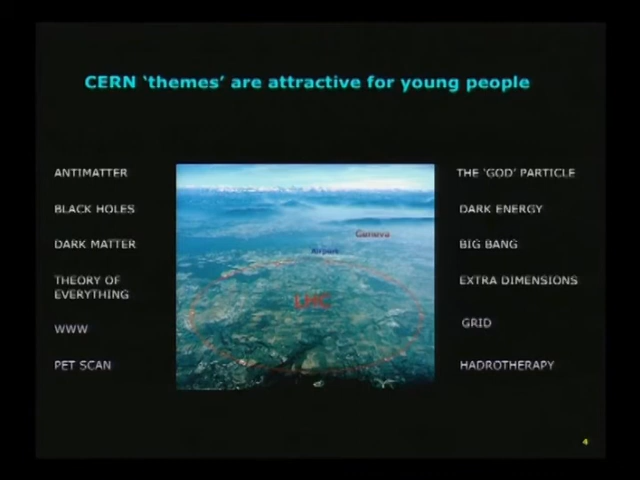 CERN ‘themes’ are attractive for young people
ANTIMATTER
BLACK HOLES
DARK MATTER
THEORY OF
EVERYTHING
WWW
PET SCAN
Geneva
Airport
LHC
THE ‘GOD’ PARTICLE
DARK ENERGY
BIG BANG
EXTRA DIMENSIONS
GRID
HADROTHERAPY
4